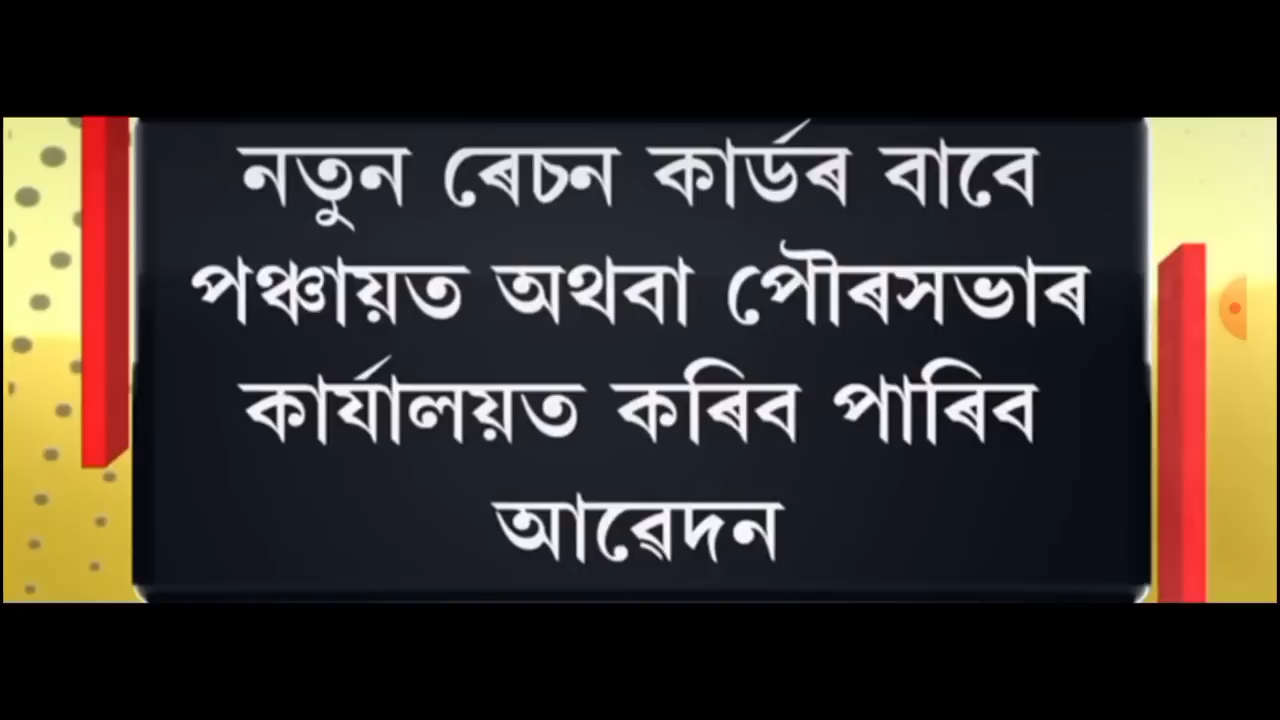 নতুন ৰেচন কাৰ্ডৰ বাবে
পঞ্চায়ত অথবা পৌৰসভাৰ
কাৰ্যালয়ত কৰিব পাৰিব
আৱেদন